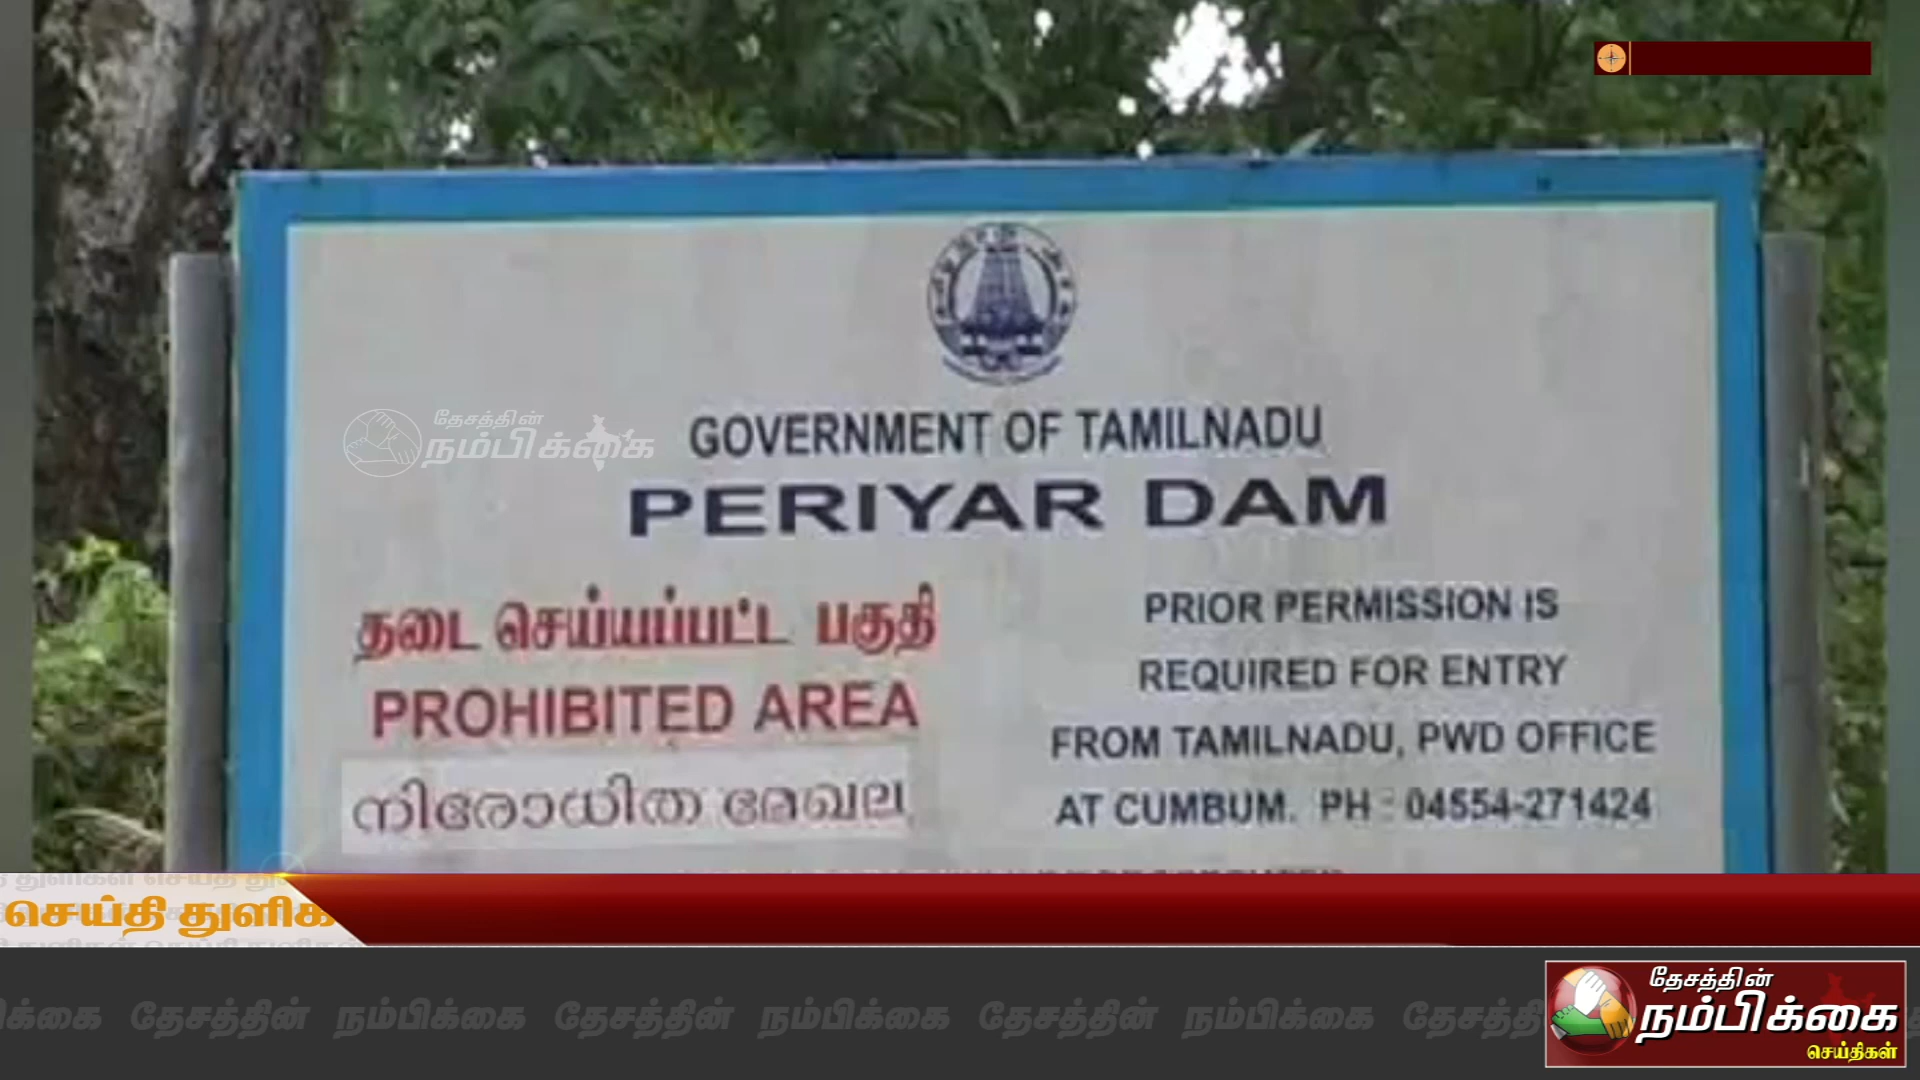 தேசத்தின்
நம்பிக்கை
GOVERNMENT OF TAMILNADU
PERIYAR DAM
தடை செய்யப்பட்ட பகுதி
PROHIBITED AREA
നിരോധിത മേഖല
PRIOR PERMISSION IS
REQUIRED FOR ENTRY
FROM TAMILNADU, PWD OFFICE
AT CUMBUM. PH : 04554-271424
செய்தி துளிக
தேசத்தின் நம்பிக்கை தேசத்தின் நம்பிக்கை தேசத்தின் நம்பிக்கை
தேசத்தின்
நம்பிக்கை
செய்திகள்